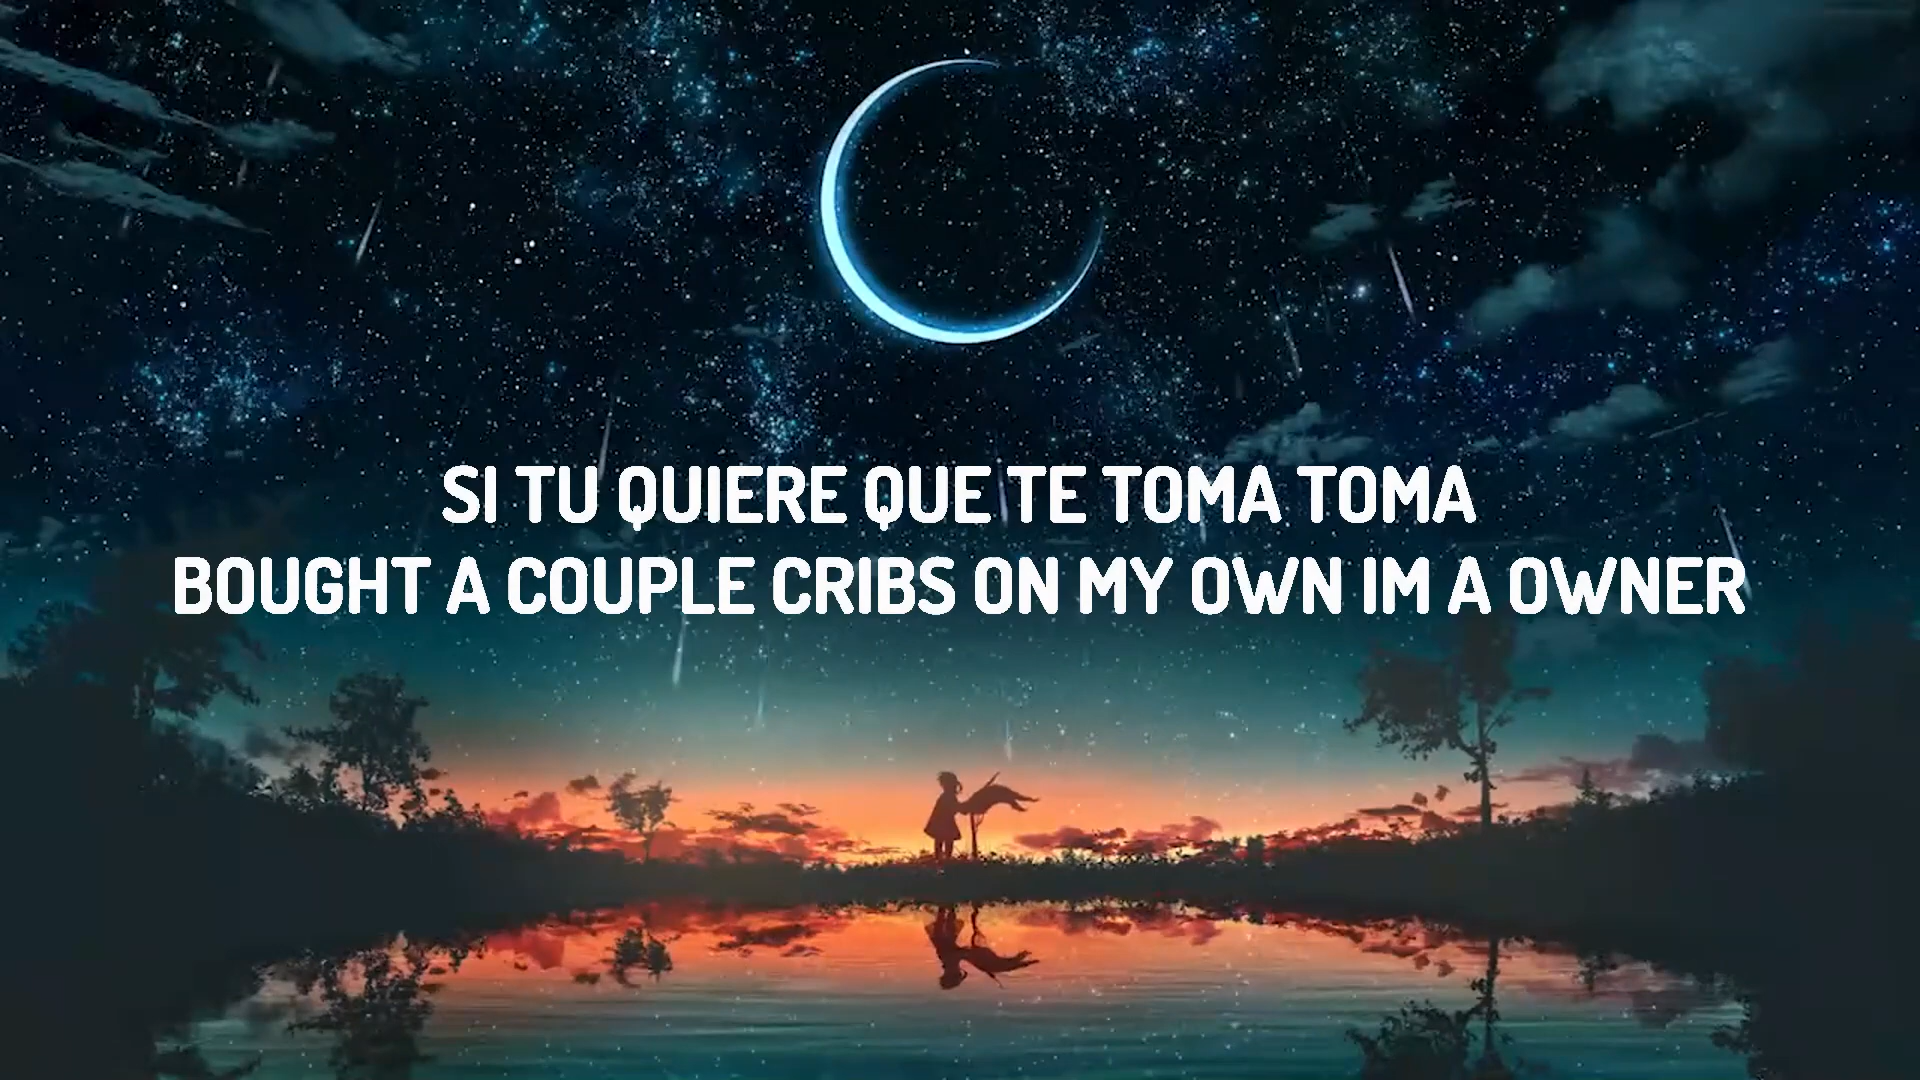 SI TU QUIERE QUE TE TOMA TOMA
BOUGHT A COUPLE CRIBS ON MY OWN IM A OWNER